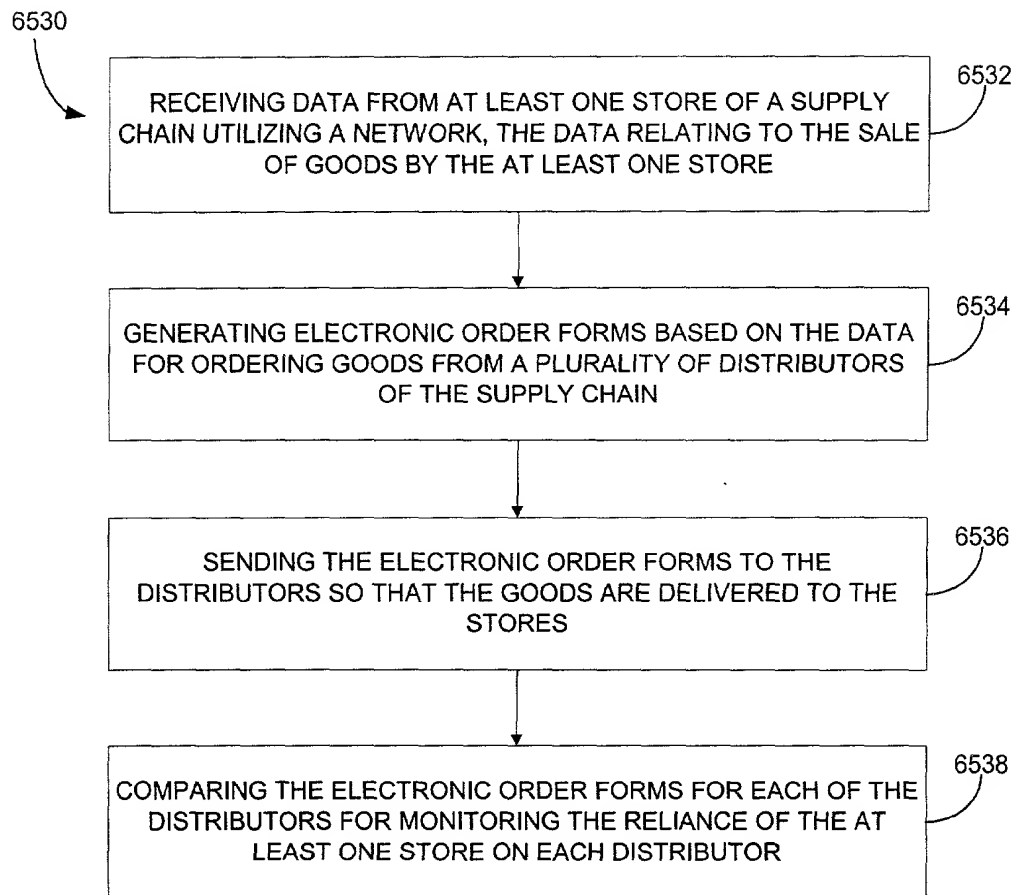 6530
6532
RECEIVING DATA FROM AT LEAST ONE STORE OF A SUPPLY
CHAIN UTILIZING A NETWORK, THE DATA RELATING TO THE SALE
OF GOODS BY THE AT LEAST ONE STORE
6534
GENERATING ELECTRONIC ORDER FORMS BASED ON THE DATA
FOR ORDERING GOODS FROM A PLURALITY OF DISTRIBUTORS
OF THE SUPPLY CHAIN
6536
SENDING THE ELECTRONIC ORDER FORMS TO THE
DISTRIBUTORS SO THAT THE GOODS ARE DELIVERED TO THE
STORES
6538
COMPARING THE ELECTRONIC ORDER FORMS FOR EACH OF THE
DISTRIBUTORS FOR MONITORING THE RELIANCE OF THE AT
LEAST ONE STORE ON EACH DISTRIBUTOR